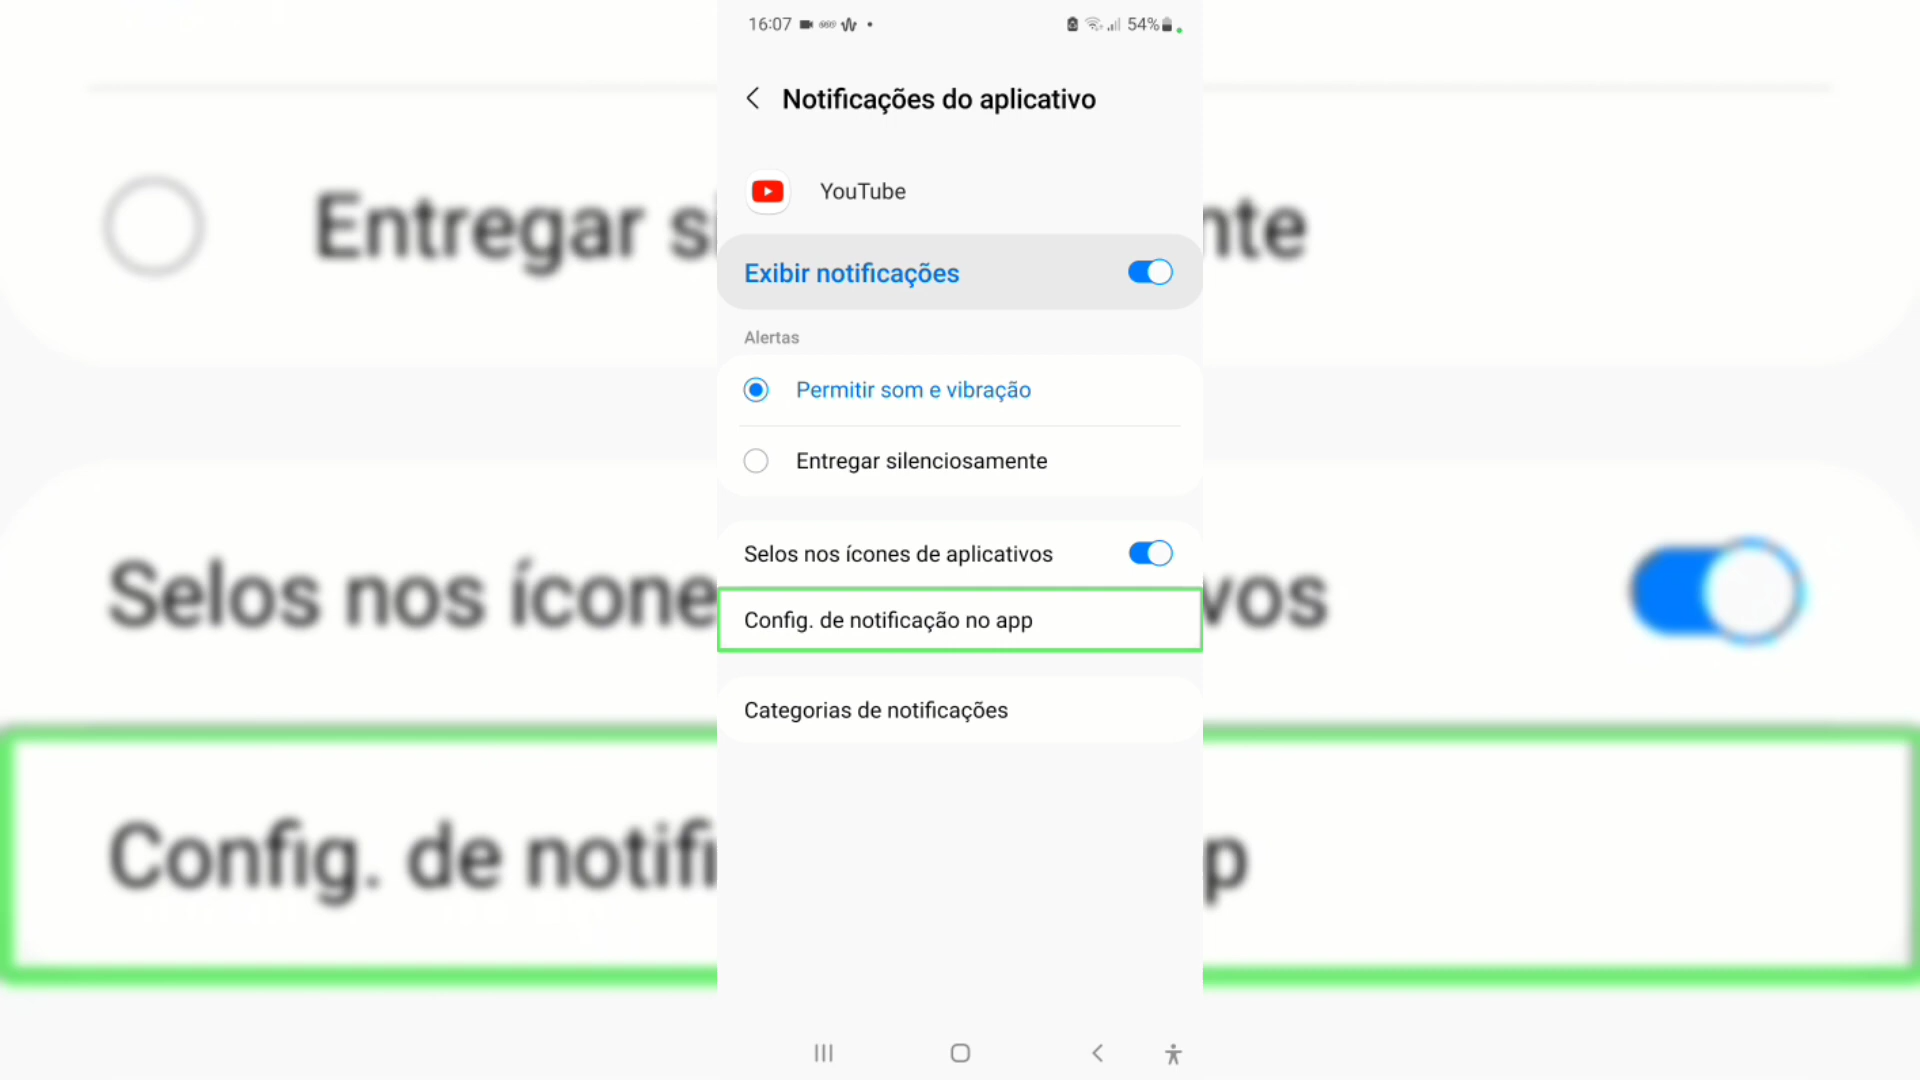 16:07
54%
Notificações do aplicativo
YouTube
Exibir notificações
Alertas
Permitir som e vibração
Entregar silenciosamente
Selos nos ícones de aplicativos
Config. de notificação no app
Categorias de notificações